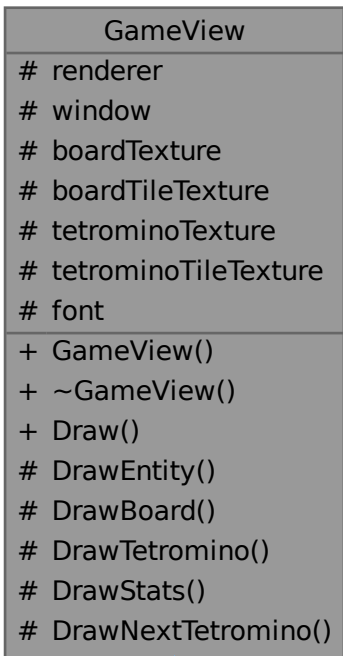 GameView
# renderer
# window
# boardTexture
# boardTileTexture
# tetrominoTexture
# tetrominoTileTexture
# font
+ GameView()
+ ~GameView()
+ Draw()
# DrawEntity()
# DrawBoard()
# DrawTetromino()
# DrawStats()
# DrawNextTetromino()